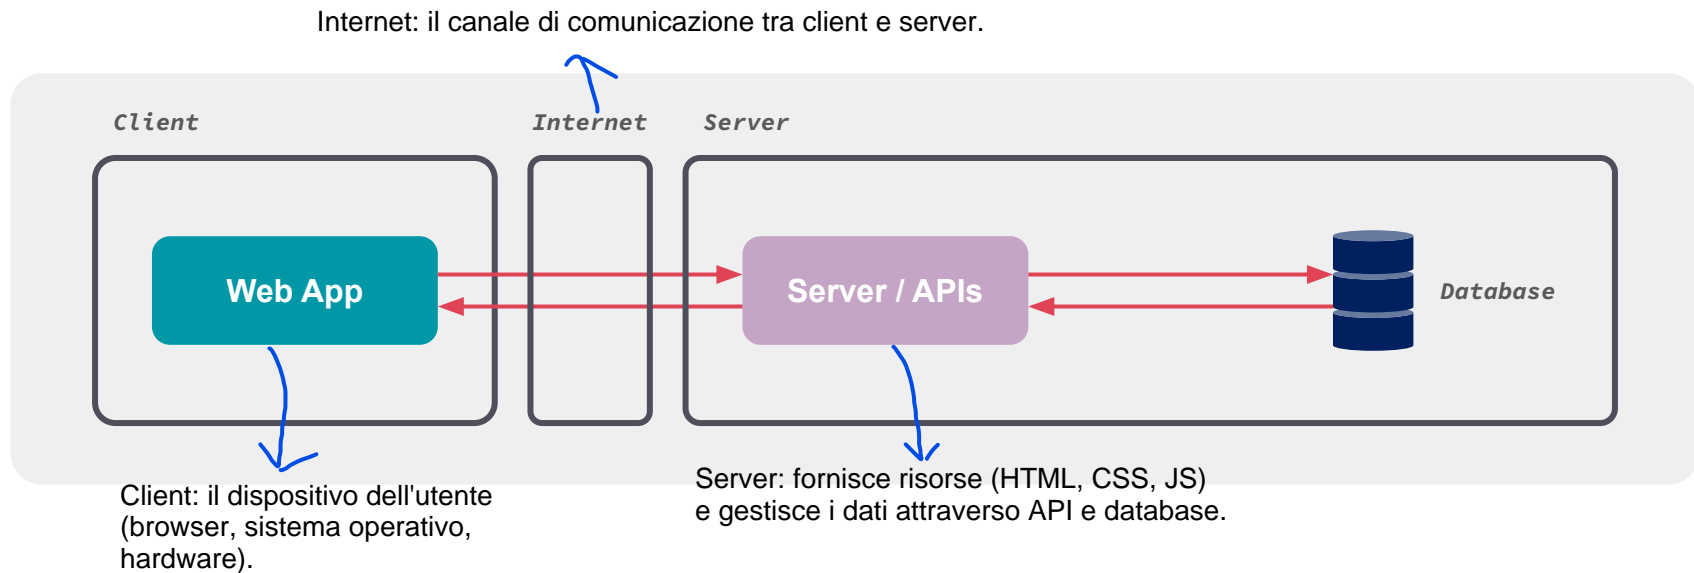 Internet: il canale di comunicazione tra client e server.
Client
Internet
Server
Web App
Server / APIs
Database
Client: il dispositivo dell'utente
(browser, sistema operativo,
hardware).
Server: fornisce risorse (HTML, CSS, JS)
e gestisce i dati attraverso API e database.